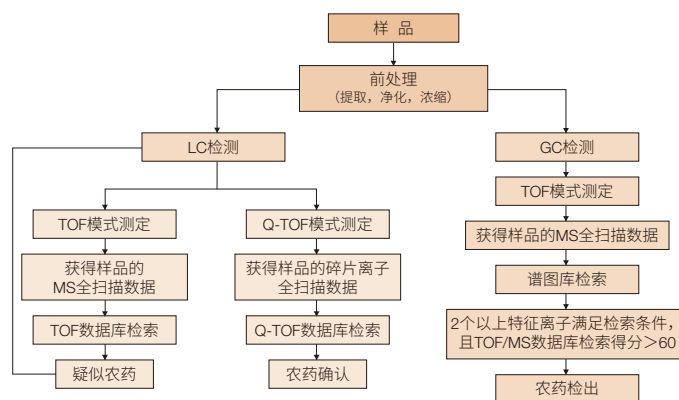 样 品
前处理
（提取，净化，浓缩）
LC检测
GC检测
TOF模式测定
Q-TOF模式测定
TOF模式测定
获得样品的
MS全扫描数据
获得样品的碎片离子
全扫描数据
获得样品的MS全扫描数据
谱图库检索
TOF数据库检索
Q-TOF数据库检索
2个以上特征离子满足检索条件，
且TOF/MS数据库检索得分＞60
疑似农药
农药确认
农药检出